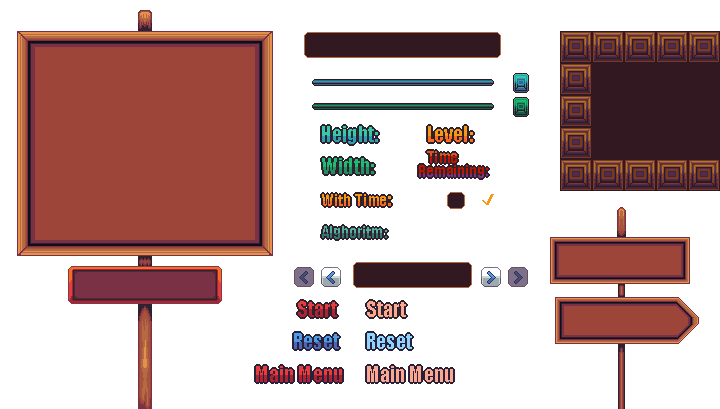 Height:
Level:
Width:
Time
Remaining:
With Time:
Alghoritm:
Start Start
Reset Reset
Main Menu Main Menu